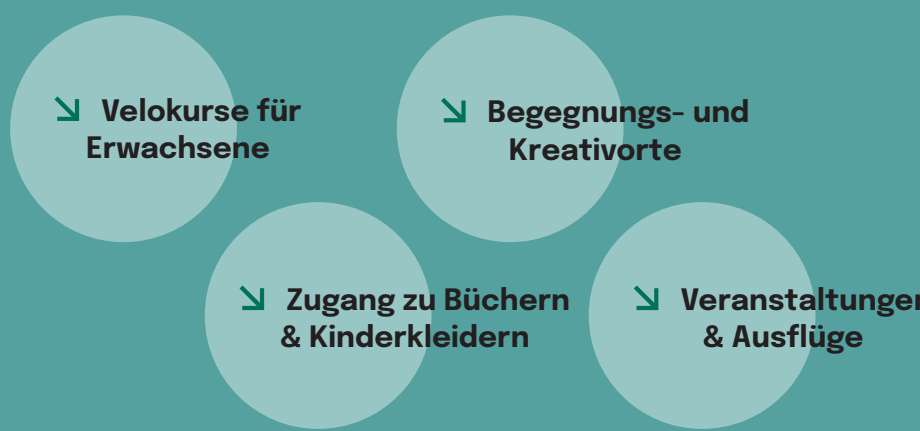 ↘ Velokurse für
Erwachsene
↘ Begegnungs- und
Kreativorte
↘ Zugang zu Büchern
& Kinderkleidern
↘ Veranstaltungen
& Ausflüge